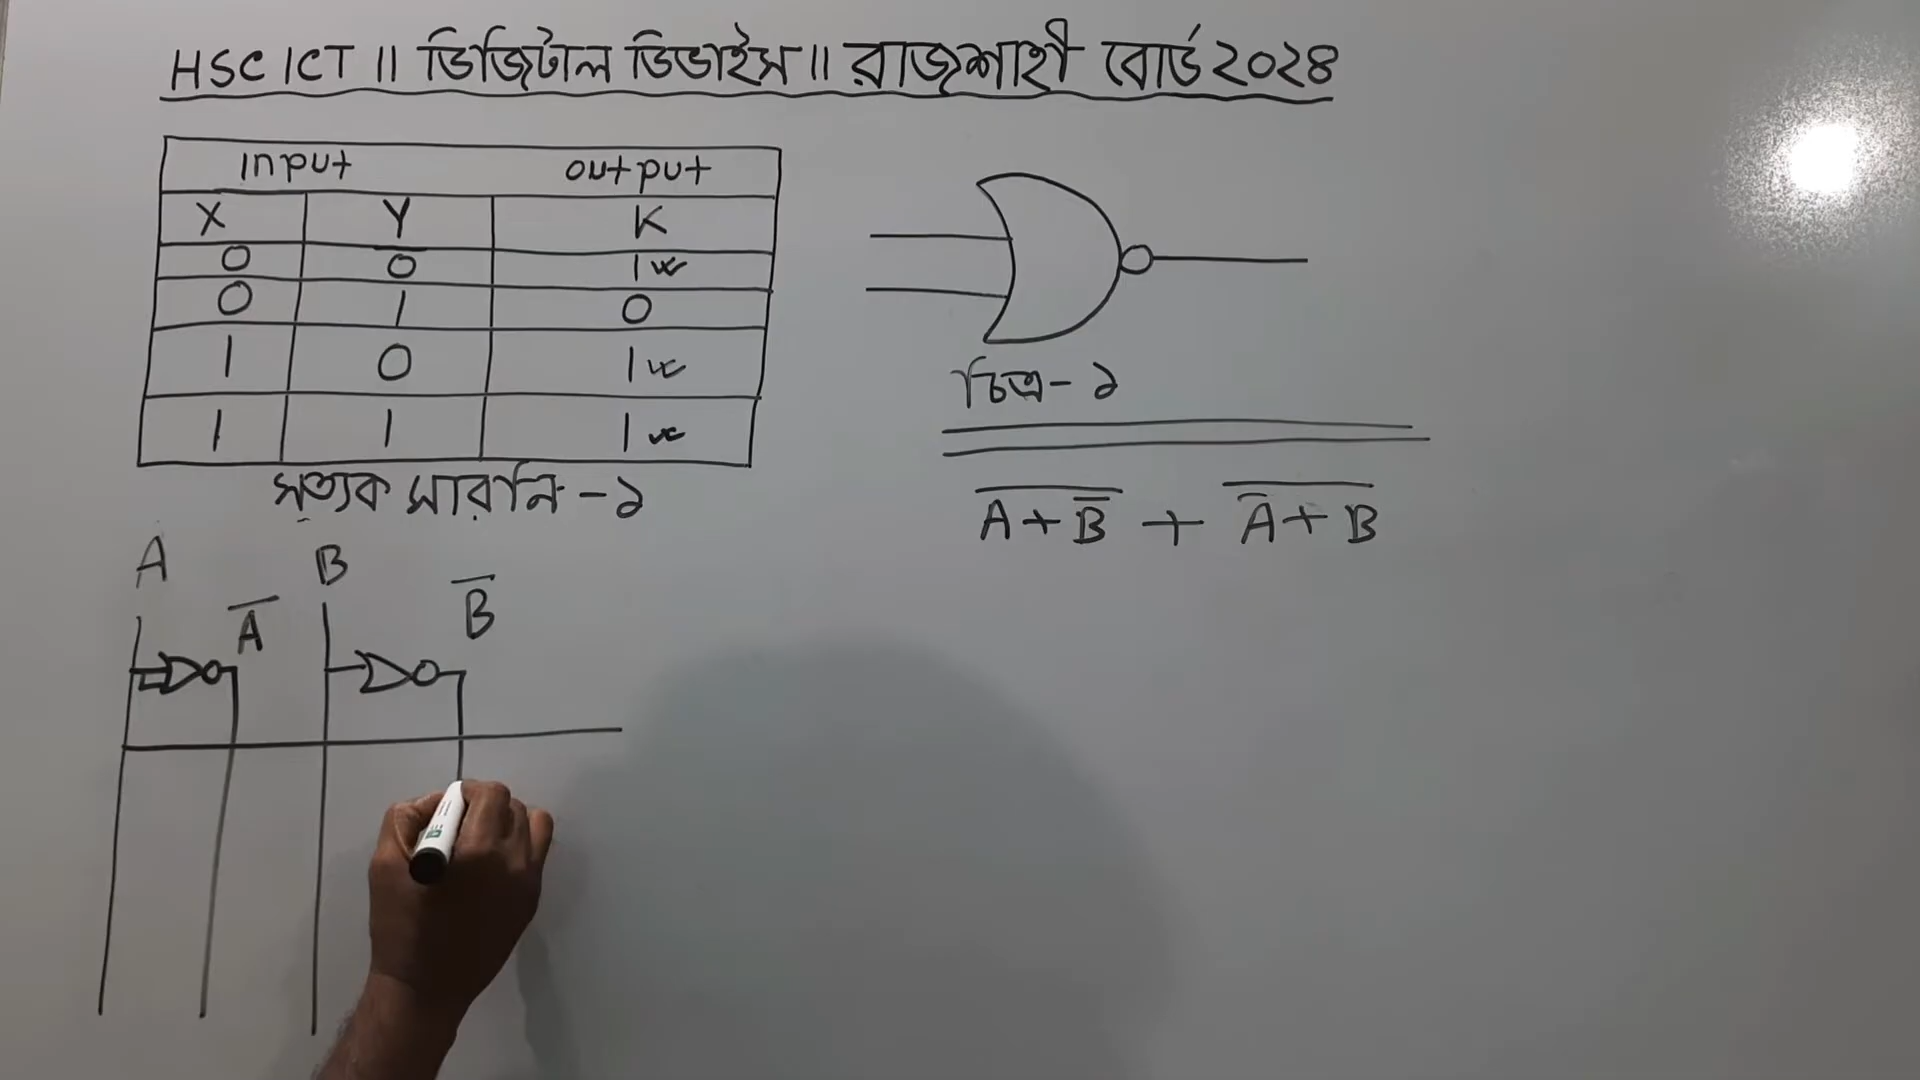 HSC ICT || ডিজিটাল ডিভাইস || রাজশাহী বোর্ড ২০২৪
input output
X Y K
0 0 1
0 1 0
1 0 1
1 1 1
সত্যক সারনি - ১
চিত্র - ১
A̅+̅B̅̅ + A̅̅+̅B̅
A B
A̅ B̅